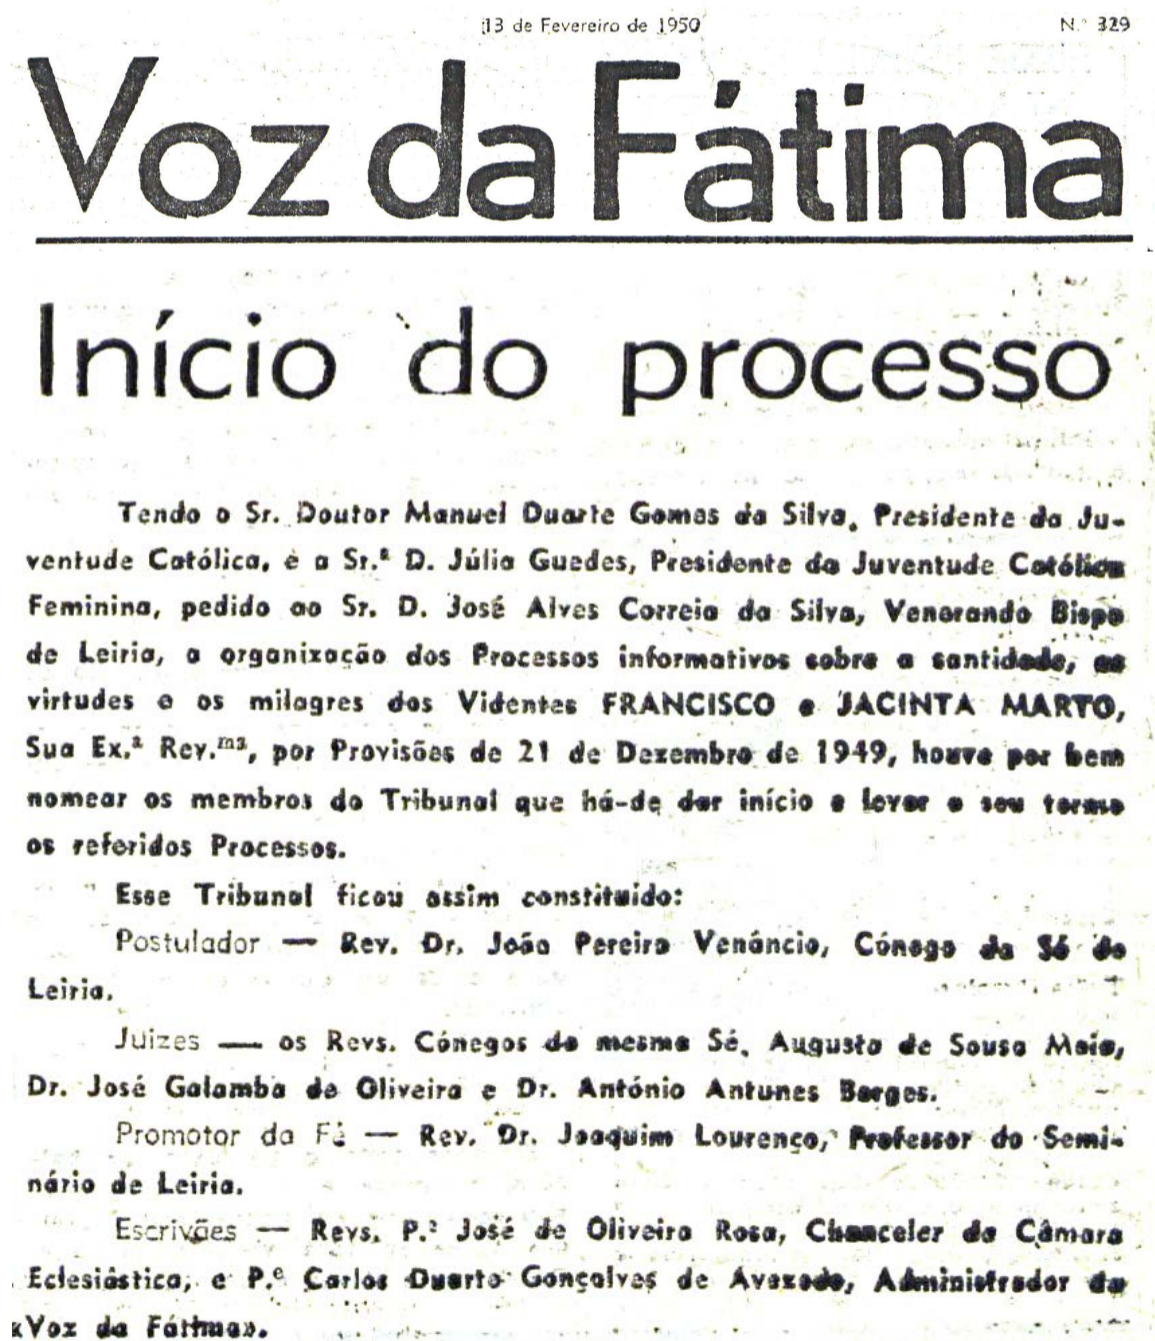 13 de Fevereiro de 1950
N.º 329
Voz da Fátima
Início do processo
Tendo o Sr. Doutor Manuel Duarte Gomes da Silva, Presidente da Ju-
ventude Católica, e a Sr.ª D. Júlia Guedes, Presidente da Juventude Católica
Feminina, pedido ao Sr. D. José Alves Correia da Silva, Venerando Bispo
de Leiria, a organização dos Processos informativos sobre a santidade, as
virtudes e os milagres dos Videntes FRANCISCO e JACINTA MARTO,
Sua Ex.ª Rev.ma, por Provisões de 21 de Dezembro de 1949, houve por bem
nomear os membros do Tribunal que há-de dar início e levar a seu termo
os referidos Processos.
Esse Tribunal ficou assim constituído:
Postulador — Rev. Dr. João Pereira Venâncio, Cónego da Sé de
Leiria.
Juizes — os Revs. Cónegos da mesma Sé, Augusto de Sousa Maia,
Dr. José Galamba de Oliveira e Dr. António Antunes Borges.
Promotor da Fé — Rev. Dr. Joaquim Lourenço, Professor do Semi-
nário de Leiria.
Escrivães — Revs. P.e José de Oliveira Rosa, Chanceler da Câmara
Eclesiástica, e P.e Carlos Duarte Gonçalves de Azevedo, Administrador da
«Voz da Fátima».